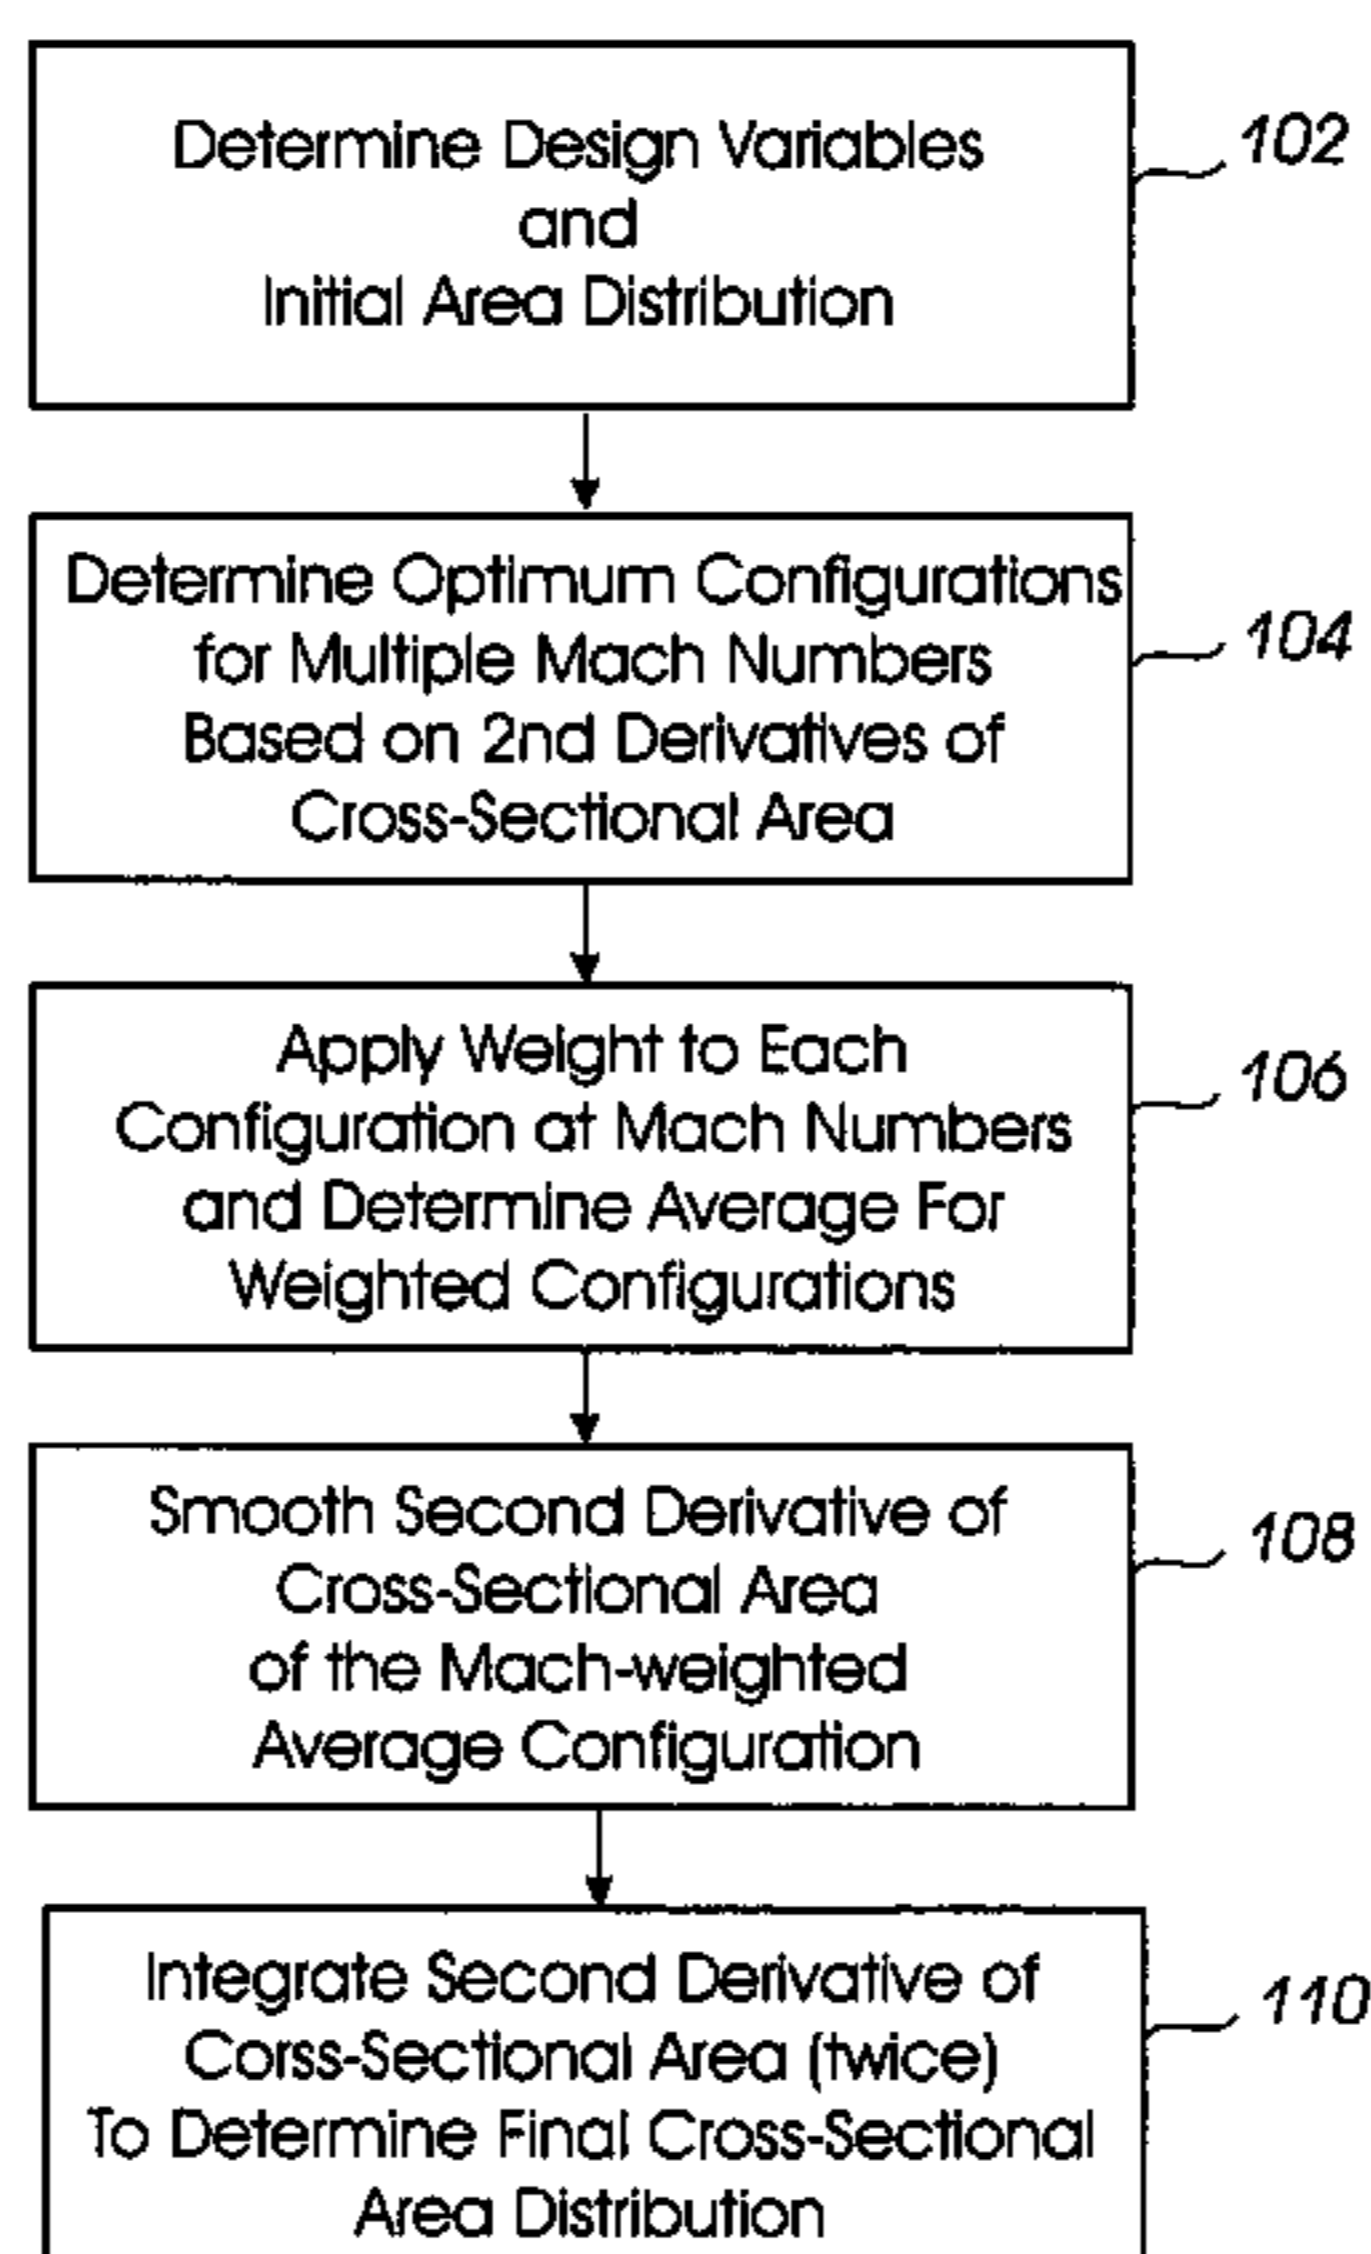 Determine Design Variables
and
Initial Area Distribution
102
Determine Optimum Configurations
for Multiple Mach Numbers
Based on 2nd Derivatives of
Cross-Sectional Area
104
Apply Weight to Each
Configuration at Mach Numbers
and Determine Average For
Weighted Configurations
106
Smooth Second Derivative of
Cross-Sectional Area
of the Mach-weighted
Average Configuration
108
Integrate Second Derivative of
Corss-Sectional Area (twice)
To Determine Final Cross-Sectional
Area Distribution
110